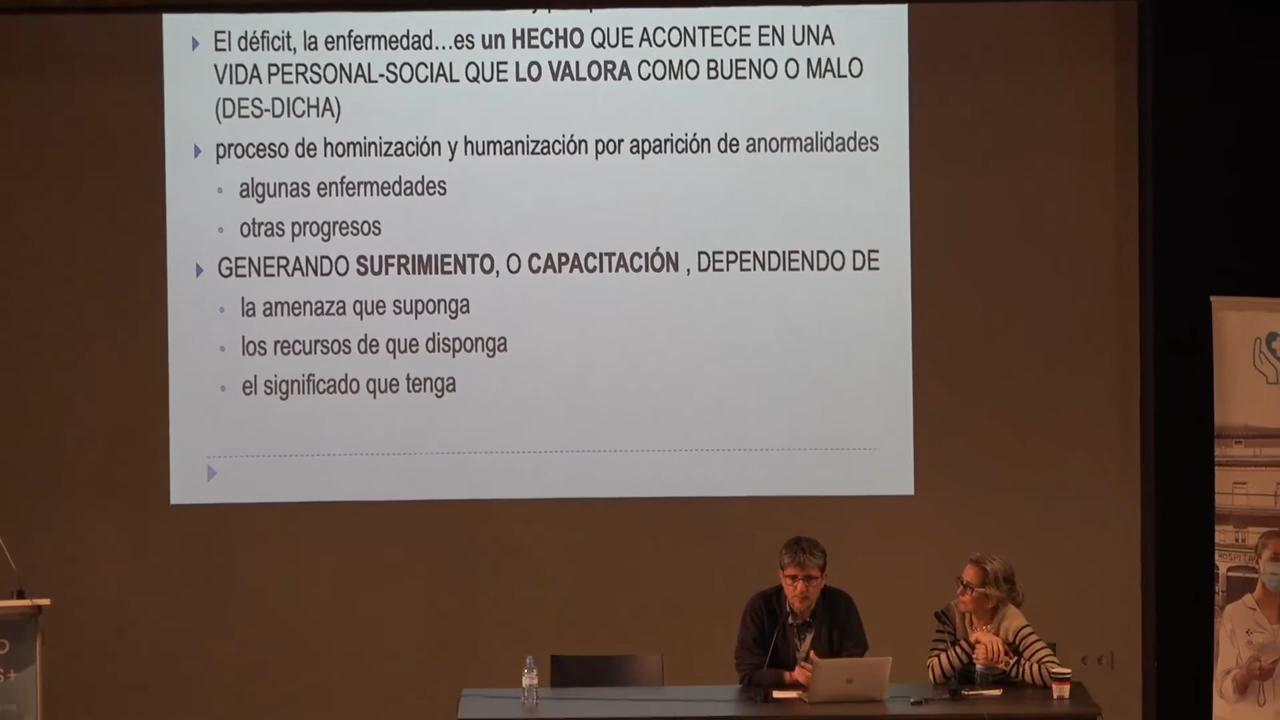 El déficit, la enfermedad...es un HECHO QUE ACONTECE EN UNA
VIDA PERSONAL-SOCIAL QUE LO VALORA COMO BUENO O MALO
(DES-DICHA)
proceso de hominización y humanización por aparición de anormalidades
algunas enfermedades
otras progresos
GENERANDO SUFRIMIENTO, O CAPACITACIÓN , DEPENDIENDO DE
la amenaza que suponga
los recursos de que disponga
el significado que tenga